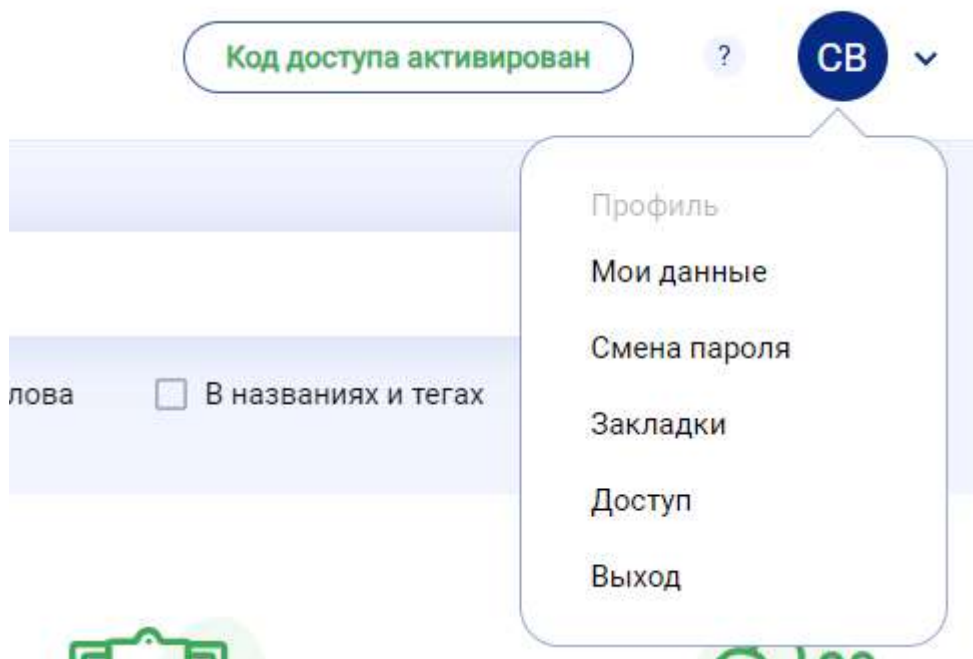 Код доступа активирован
?
СВ
Профиль
Мои данные
Смена пароля
лова
В названиях и тегах
Закладки
Доступ
Выход